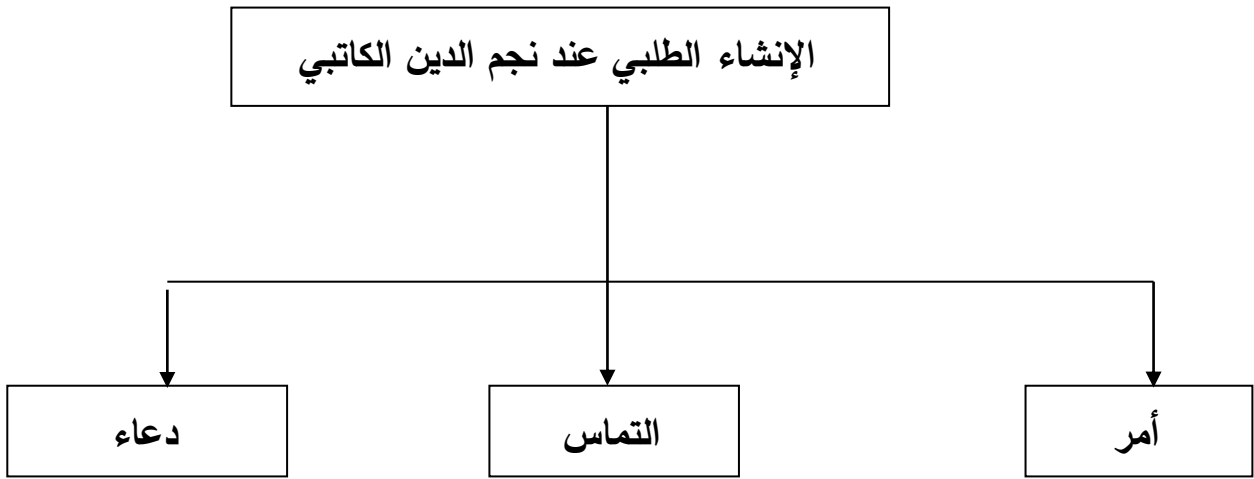 الإنشاء الطلبي عند نجم الدين الكاتبي
أمر
التماس
دعاء